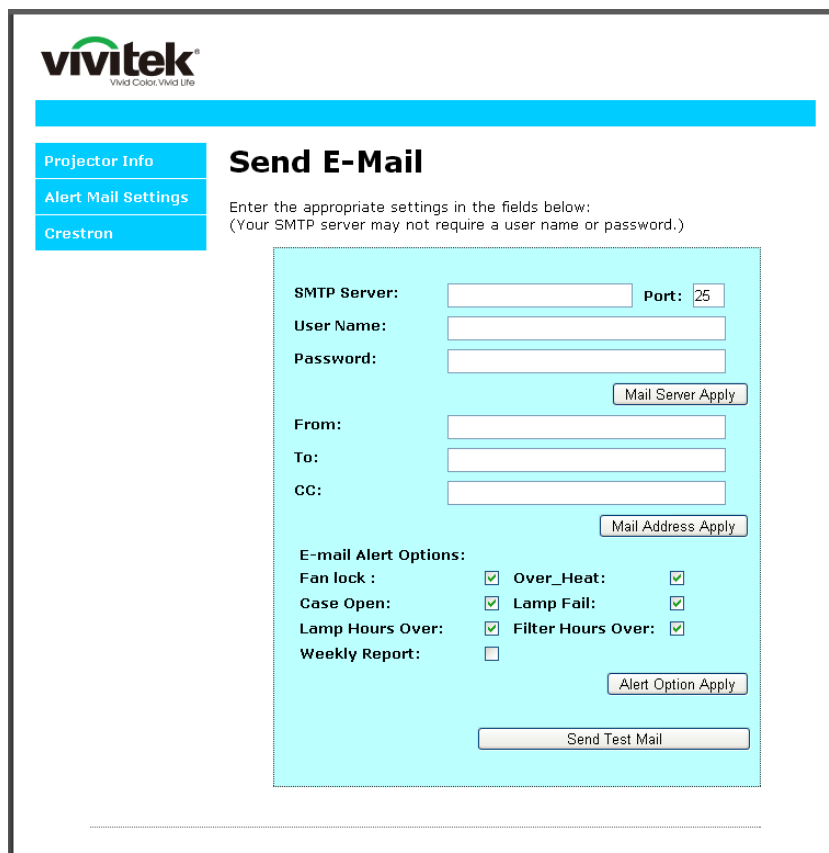 vivitek®
Vivid Color, Vivid Life
Projector Info
Alert Mail Settings
Crestron
Send E-Mail
Enter the appropriate settings in the fields below:
(Your SMTP server may not require a user name or password.)
SMTP Server: Port: 25
User Name:
Password:
Mail Server Apply
From:
To:
CC:
Mail Address Apply
E-mail Alert Options:
Fan lock : Over_Heat:
Case Open: Lamp Fail:
Lamp Hours Over: Filter Hours Over:
Weekly Report:
Alert Option Apply
Send Test Mail